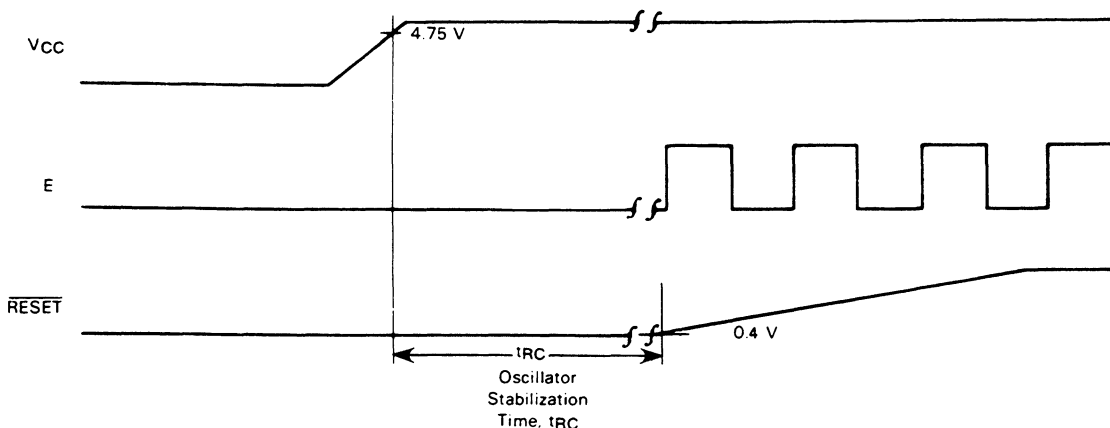 VCC
4.75 V
E
RESET
0.4 V
tRC
Oscillator
Stabilization
Time, tRC